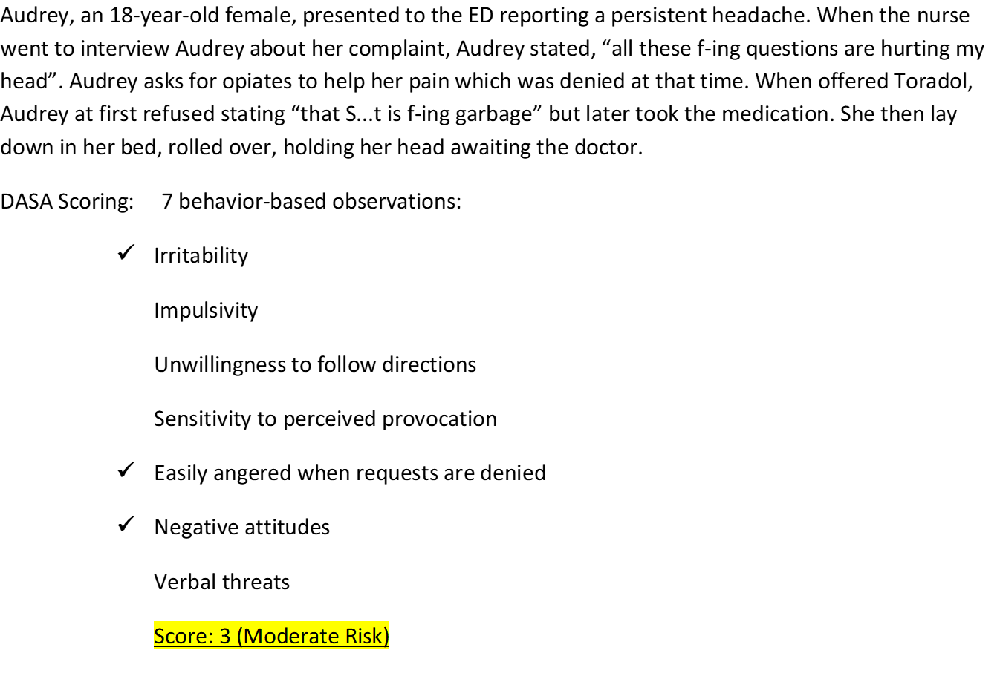 Audrey, an 18-year-old female, presented to the ED reporting a persistent headache. When the nurse
went to interview Audrey about her complaint, Audrey stated, “all these f-ing questions are hurting my
head”. Audrey asks for opiates to help her pain which was denied at that time. When offered Toradol,
Audrey at first refused stating “that S...t is f-ing garbage” but later took the medication. She then lay
down in her bed, rolled over, holding her head awaiting the doctor.
DASA Scoring: 7 behavior-based observations:
✓ Irritability
Impulsivity
Unwillingness to follow directions
Sensitivity to perceived provocation
✓ Easily angered when requests are denied
✓ Negative attitudes
Verbal threats
Score: 3 (Moderate Risk)